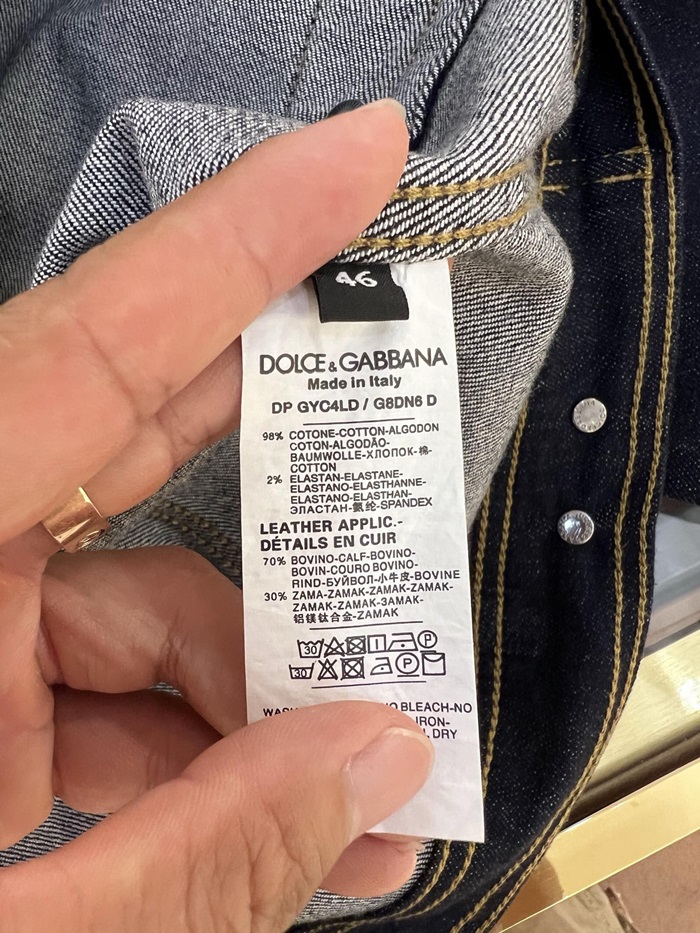 46
DOLCE & GABBANA
Made in Italy
DP GYC4LD / G8DN6 D
98% COTONE-COTTON-ALGODON
COTON-ALGODÃO-
BAUMWOLLE-ХЛОПОК-棉-
COTTON
2% ELASTAN-ELASTANE-
ELASTANO-ELASTHANNE-
ELASTANO-ELASTHAN-
ЭЛАСТАН-氨纶-SPANDEX
LEATHER APPLIC.-
DÉTAILS EN CUIR
70% BOVINO-CALF-BOVINO-
BOVIN-COURO BOVINO-
RIND-БУЙВОЛ-小牛皮-BOVINE
30% ZAMA-ZAMAK-ZAMAK-ZAMAK-
ZAMAK-ZAMAK-ЗАМАК-
铝镁钛合金-ZAMAK
30 P
30 P
BLEACH-NO
IRON-
DRY